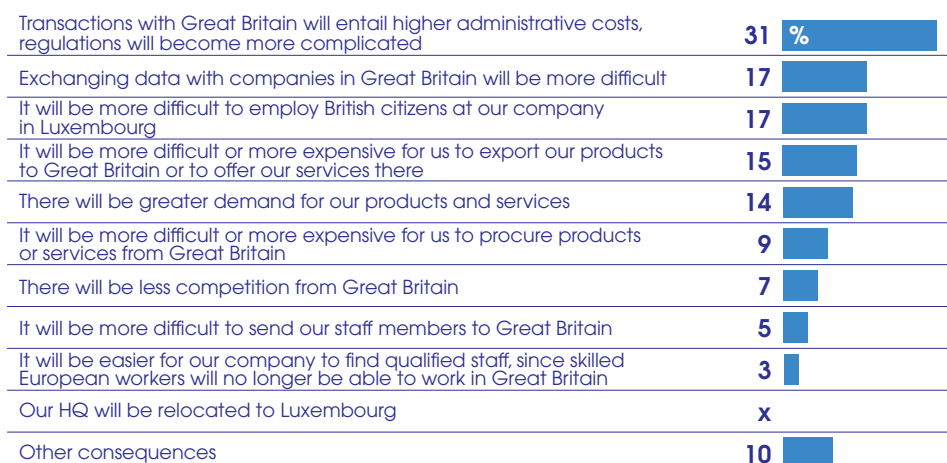 Transactions with Great Britain will entail higher administrative costs,
regulations will become more complicated
31 %
Exchanging data with companies in Great Britain will be more difficult
17
It will be more difficult to employ British citizens at our company
in Luxembourg
17
It will be more difficult or more expensive for us to export our products
to Great Britain or to offer our services there
15
There will be greater demand for our products and services
14
It will be more difficult or more expensive for us to procure products
or services from Great Britain
9
There will be less competition from Great Britain
7
It will be more difficult to send our staff members to Great Britain
5
It will be easier for our company to find qualified staff, since skilled
European workers will no longer be able to work in Great Britain
3
Our HQ will be relocated to Luxembourg
x
Other consequences
10